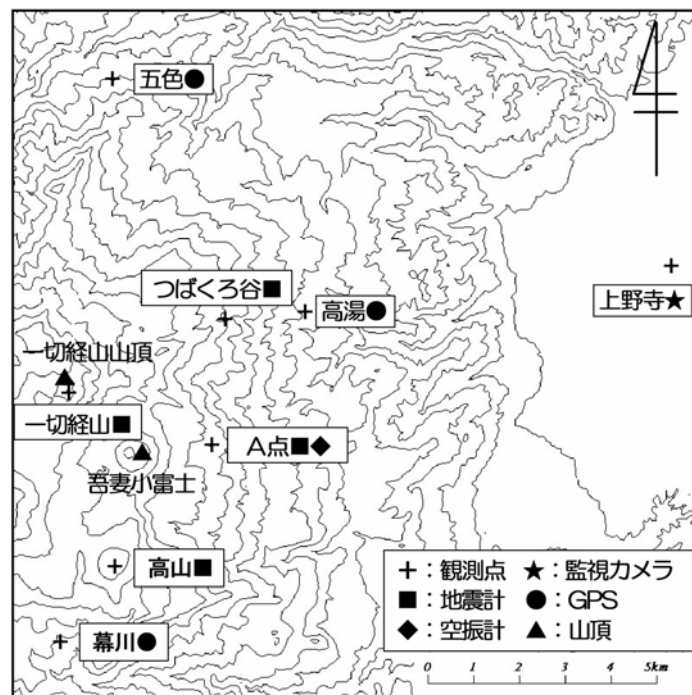 五色●
つばくろ谷■
高湯●
上野寺★
一切経山山頂
一切経山■
A点■◆
吾妻小富士
高山■
幕川●
+：観測点 ★：監視カメラ
■：地震計 ●：GPS
◆：空振計 ▲：山頂
0 1 2 3 4 5km